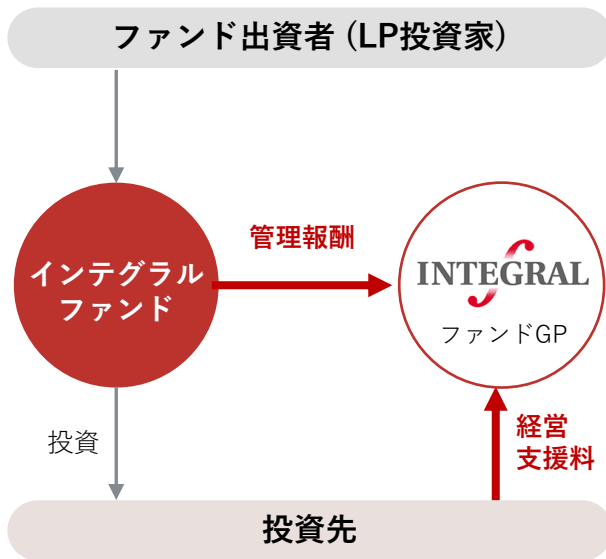 ファンド出資者 (LP投資家)
インテグラル
ファンド
管理報酬
INTEGRAL
ファンドGP
投資
経営
支援料
投資先